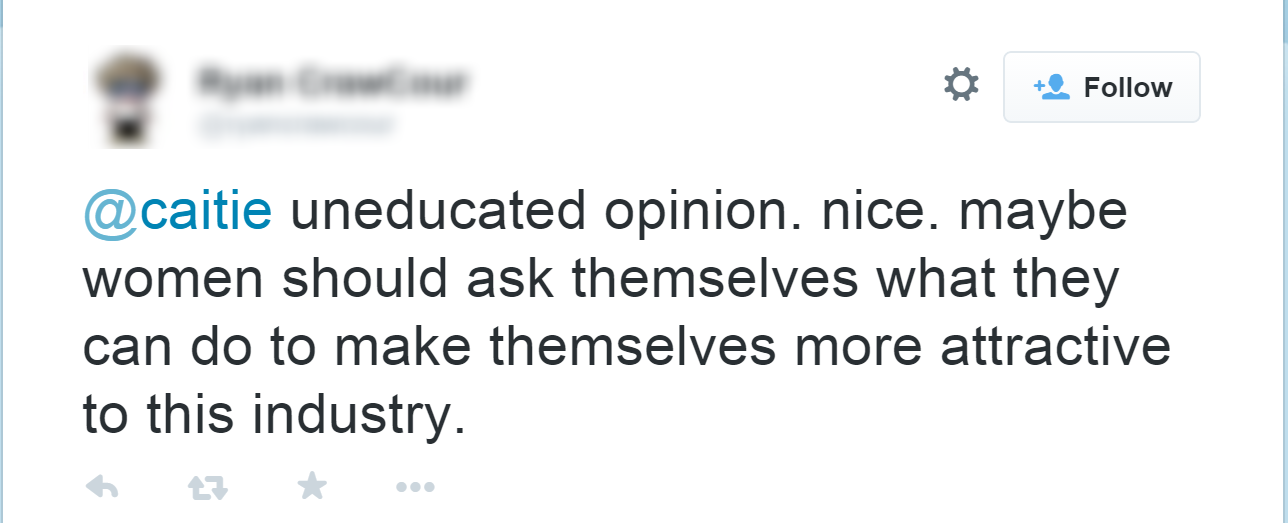 Follow
@caitie uneducated opinion. nice. maybe
women should ask themselves what they
can do to make themselves more attractive
to this industry.